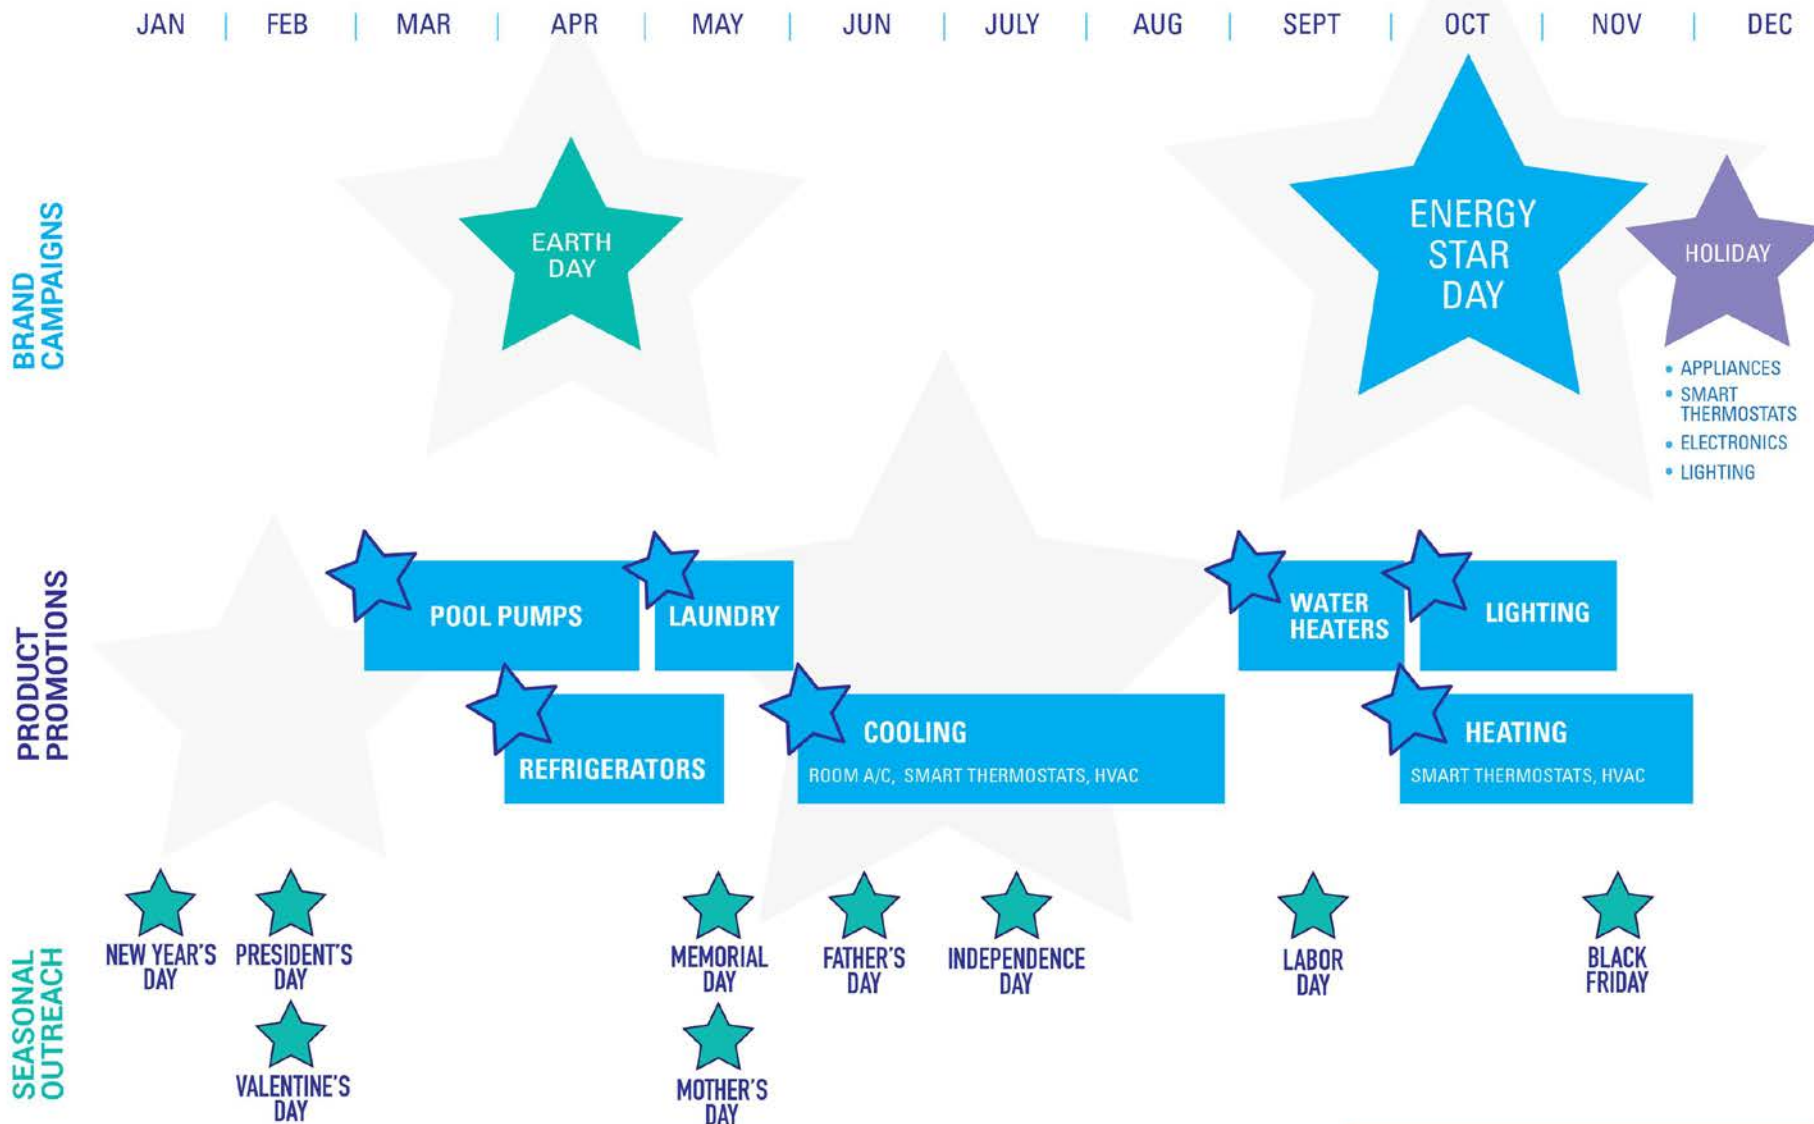 JAN | FEB | MAR | APR | MAY | JUN | JULY | AUG | SEPT | OCT | NOV | DEC
BRAND
CAMPAIGNS
EARTH
DAY
ENERGY
STAR
DAY
HOLIDAY
• APPLIANCES
• SMART
THERMOSTATS
• ELECTRONICS
• LIGHTING
PRODUCT
PROMOTIONS
POOL PUMPS
LAUNDRY
WATER
HEATERS
LIGHTING
REFRIGERATORS
COOLING
ROOM A/C, SMART THERMOSTATS, HVAC
HEATING
SMART THERMOSTATS, HVAC
SEASONAL
OUTREACH
NEW YEAR'S
DAY
PRESIDENT'S
DAY
MEMORIAL
DAY
FATHER'S
DAY
INDEPENDENCE
DAY
LABOR
DAY
BLACK
FRIDAY
VALENTINE'S
DAY
MOTHER'S
DAY